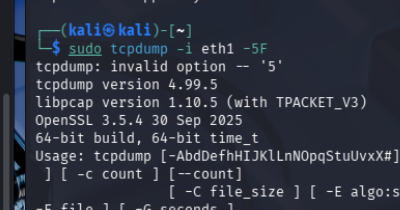 ┌──(kali㉿kali)-[~]
└─$ sudo tcpdump -i eth1 -5F
tcpdump: invalid option -- '5'
tcpdump version 4.99.5
libpcap version 1.10.5 (with TPACKET_V3)
OpenSSL 3.5.4 30 Sep 2025
64-bit build, 64-bit time_t
Usage: tcpdump [-AbdDefhHIJKlLnNOpqStuUvxX#]
] [ -c count ] [--count]
[ -C file_size ] [ -E algo:s
-F file ] [ -G seconds ]